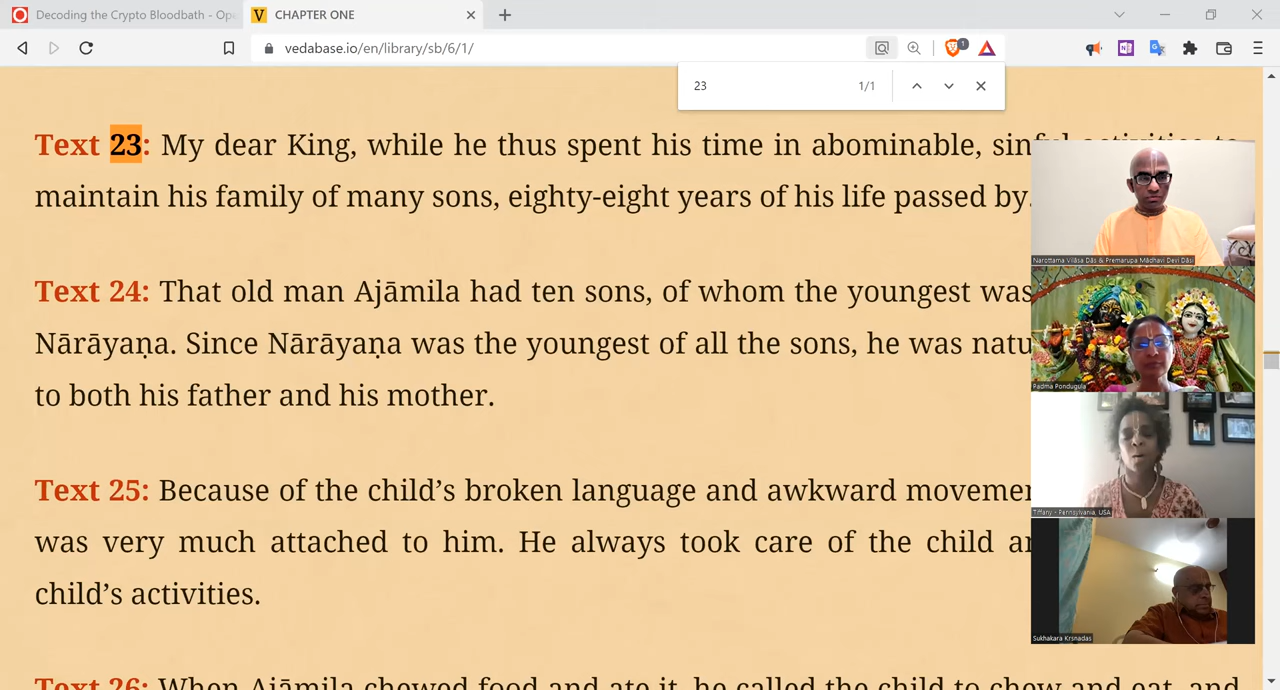 Decoding the Crypto Bloodbath - Op
CHAPTER ONE
vedabase.io/en/library/sb/6/1/
1
23
1/1
Text 23: My dear King, while he thus spent his time in abominable, sinful activities to
maintain his family of many sons, eighty-eight years of his life passed by.
Text 24: That old man Ajāmila had ten sons, of whom the youngest was
Nārāyaṇa. Since Nārāyaṇa was the youngest of all the sons, he was natu
to both his father and his mother.
Text 25: Because of the child’s broken language and awkward movemen
was very much attached to him. He always took care of the child an
child’s activities.
Text 26: When Ajāmila chewed food and ate it, he called the child to chew and eat, and
Narottama Vilāsa Dās & Premarupa Mādhavi Devi Dāsi
Padma Pondugula
Tiffany - Pennsylvania, USA
Sukhakara Krsnadas